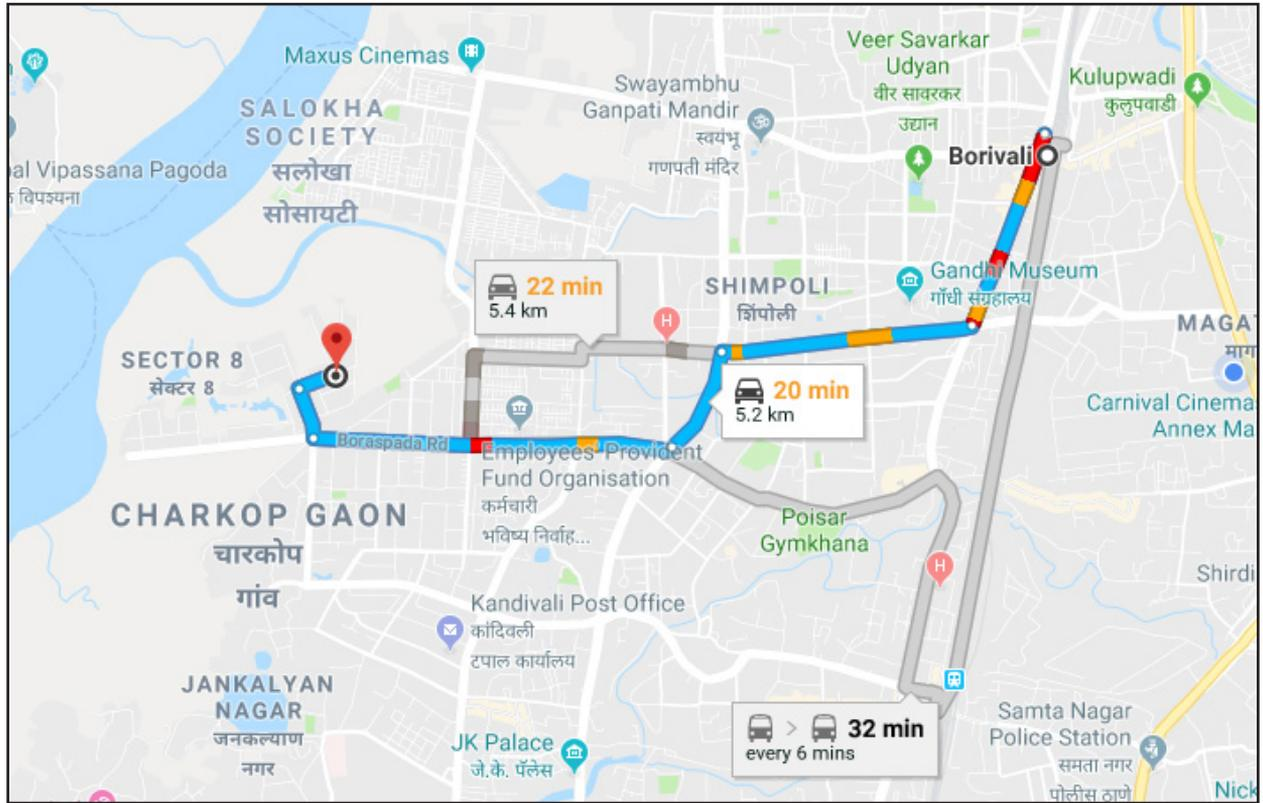 Maxus Cinemas
Veer Savarkar
Udyan
वीर सावरकर
उद्यान
Kulupwadi
कुलुपवाडी
Swayambhu
Ganpati Mandir
स्वयंभू
गणपती मंदिर
SALOKHA
SOCIETY
सलोखा
सोसायटी
al Vipassana Pagoda
विपश्यना
Borivali
22 min
5.4 km
H
SHIMPOLI
शिंपोली
Gandhi Museum
गाँधी संग्रहालय
MAGA
माग
SECTOR 8
सेक्टर 8
20 min
5.2 km
Carnival Cinema
Annex Ma
Boraspada Rd
Employees' Provident
Fund Organisation
कर्मचारी
भविष्य निर्वाह...
CHARKOP GAON
चारकोप
गांव
Poisar
Gymkhana
H
Shirdi
Kandivali Post Office
कांदिवली
टपाल कार्यालय
JANKALYAN
NAGAR
जनकल्याण
नगर
32 min
every 6 mins
JK Palace
जे.के. पॅलेस
Samta Nagar
Police Station
समता नगर
पोलीस ठाणे
Nick